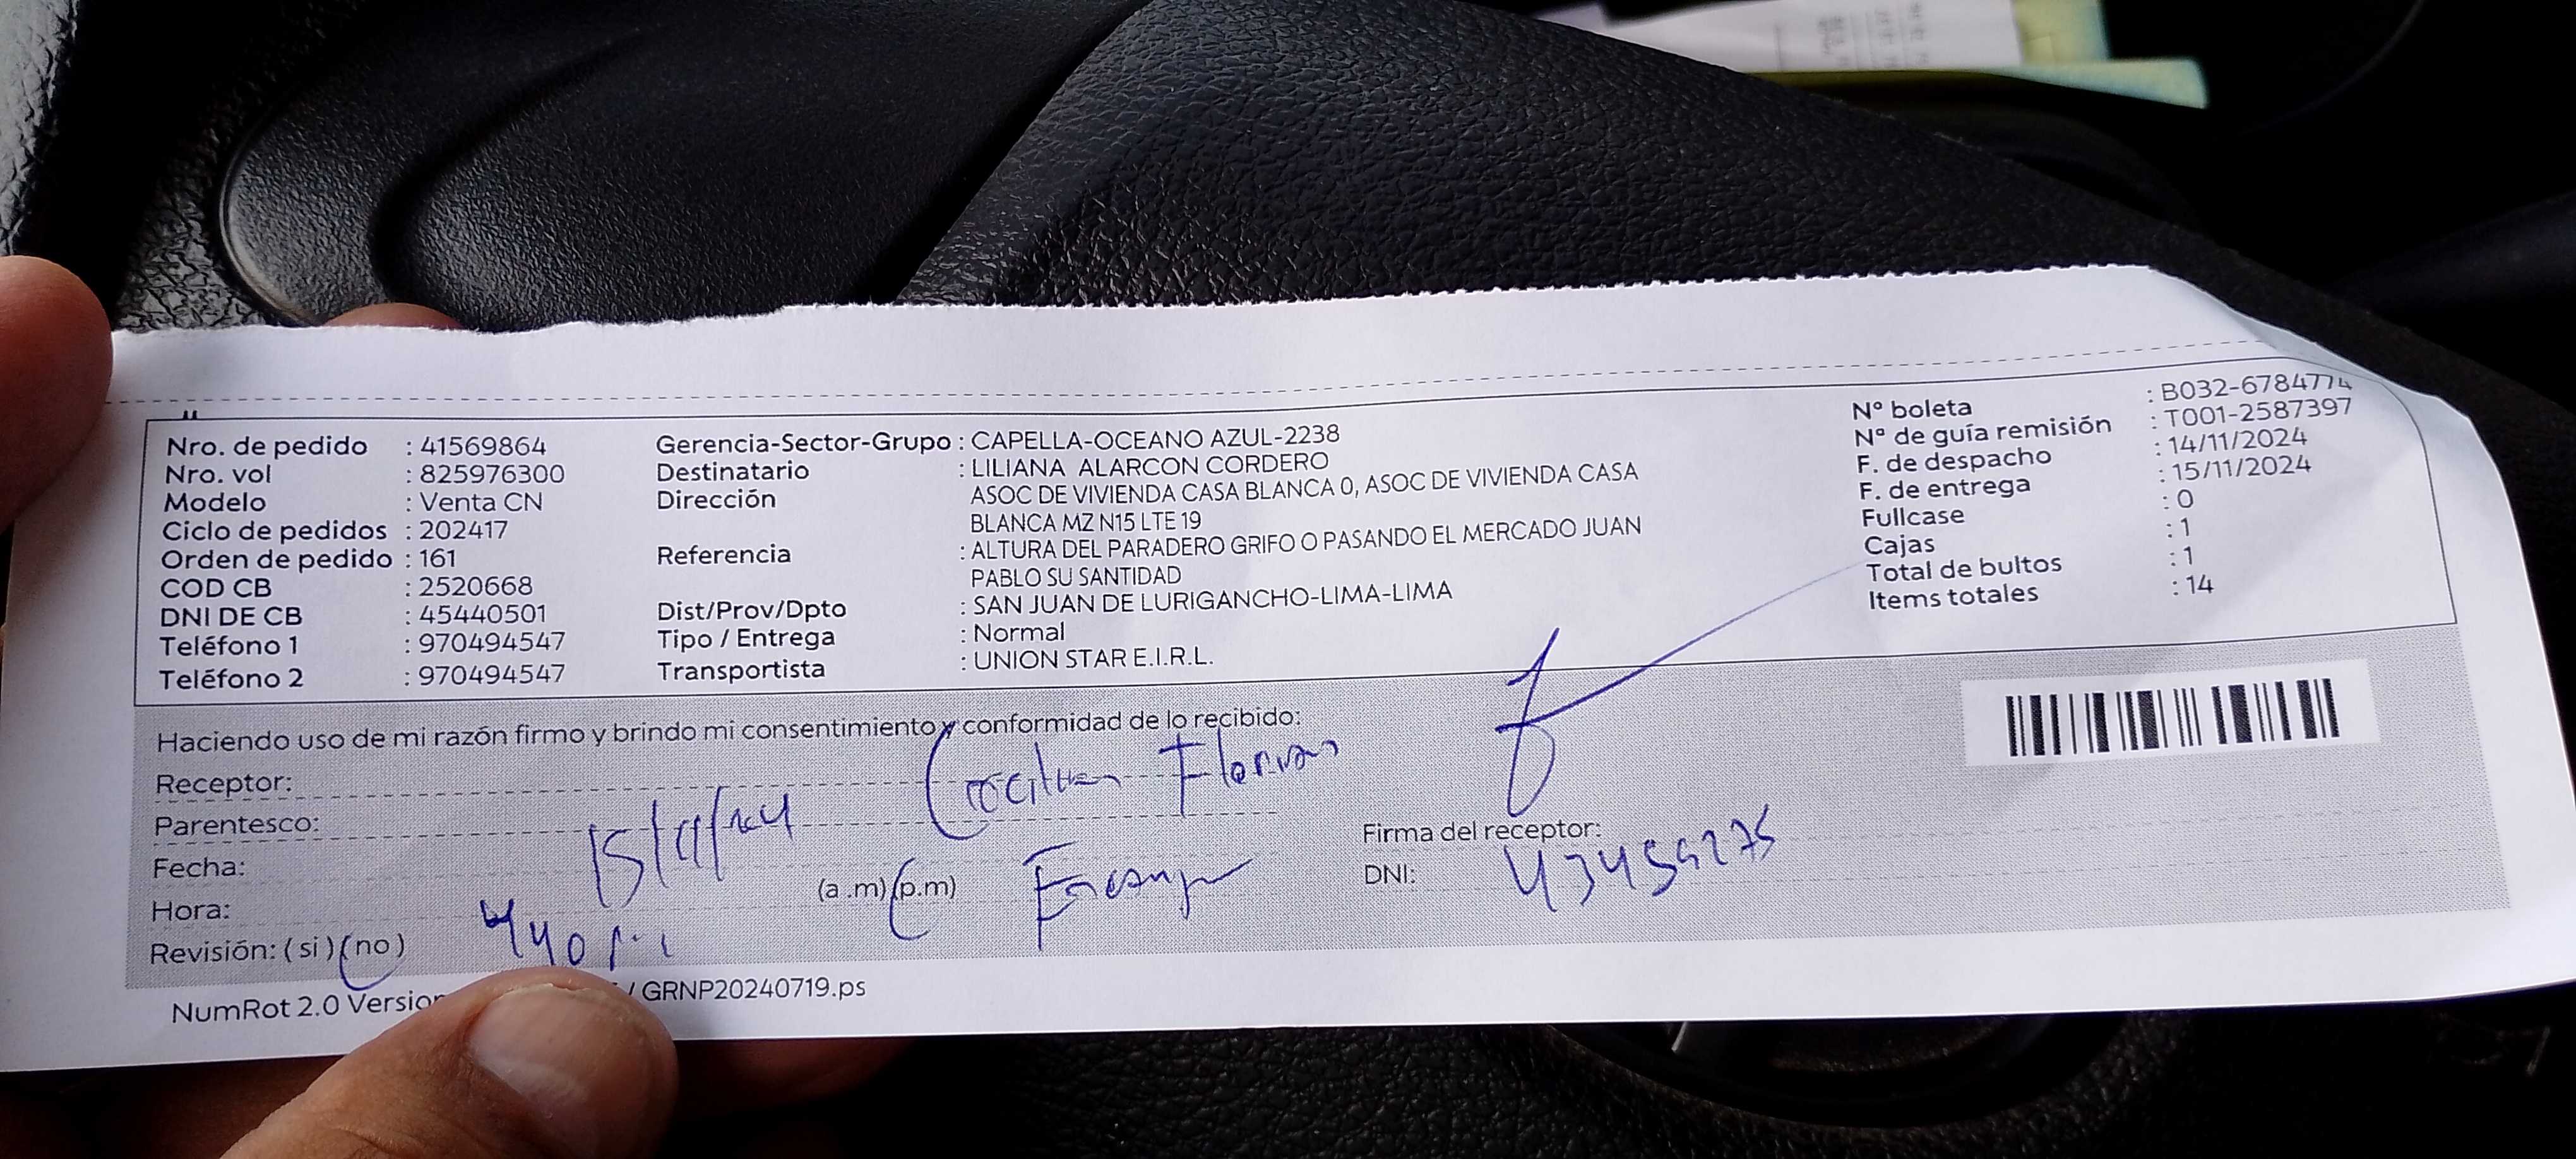 Nro. de pedido : 41569864
Nro. vol : 825976300
Modelo : Venta CN
Ciclo de pedidos : 202417
Orden de pedido : 161
COD CB : 2520668
DNI DE CB : 45440501
Teléfono 1 : 970494547
Teléfono 2 : 970494547
Gerencia-Sector-Grupo : CAPELLA-OCEANO AZUL-2238
Destinatario : LILIANA ALARCON CORDERO
Dirección ASOC DE VIVIENDA CASA BLANCA 0, ASOC DE VIVIENDA CASA
BLANCA MZ N15 LTE 19
Referencia : ALTURA DEL PARADERO GRIFO O PASANDO EL MERCADO JUAN
PABLO SU SANTIDAD
Dist/Prov/Dpto : SAN JUAN DE LURIGANCHO-LIMA-LIMA
Tipo / Entrega : Normal
Transportista : UNION STAR E.I.R.L.
N° boleta : B032-6784774
N° de guía remisión : T001-2587397
F. de despacho : 14/11/2024
F. de entrega : 15/11/2024
Fullcase : 0
Cajas : 1
Total de bultos : 1
Items totales : 14
Haciendo uso de mi razón firmo y brindo mi consentimiento y conformidad de lo recibido:
Receptor:
Parentesco:
Fecha: 15/11/
Hora: (a .m) (p.m)
Revisión: ( si ) ( no )
Firma del receptor:
DNI: 43459275
NumRot 2.0 Version / GRNP20240719.ps